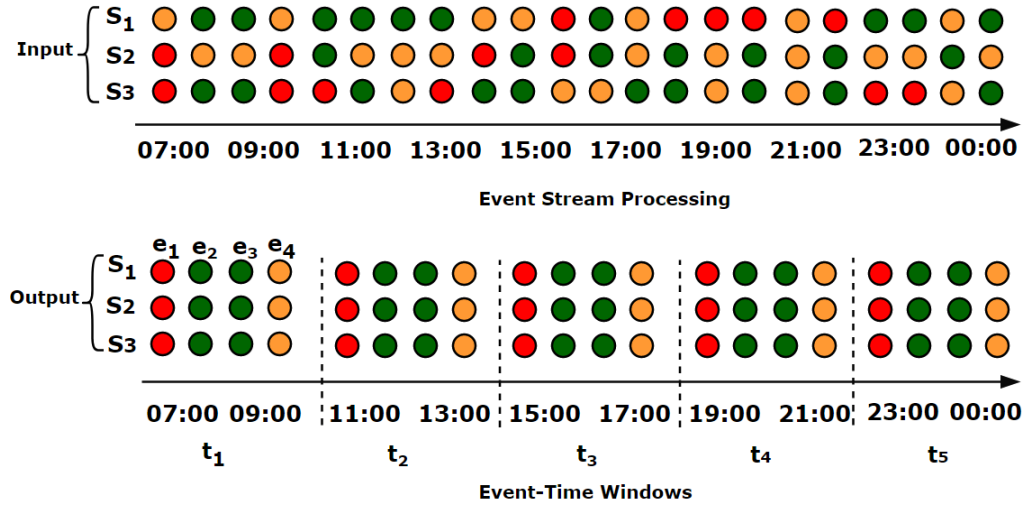 S1
Input
S2
S3
07:00 09:00 11:00 13:00 15:00 17:00 19:00 21:00 23:00 00:00
Event Stream Processing
e1 e2 e3 e4
S1
Output
S2
S3
07:00 09:00 11:00 13:00 15:00 17:00 19:00 21:00 23:00 00:00
t1 t2 t3 t4 t5
Event-Time Windows